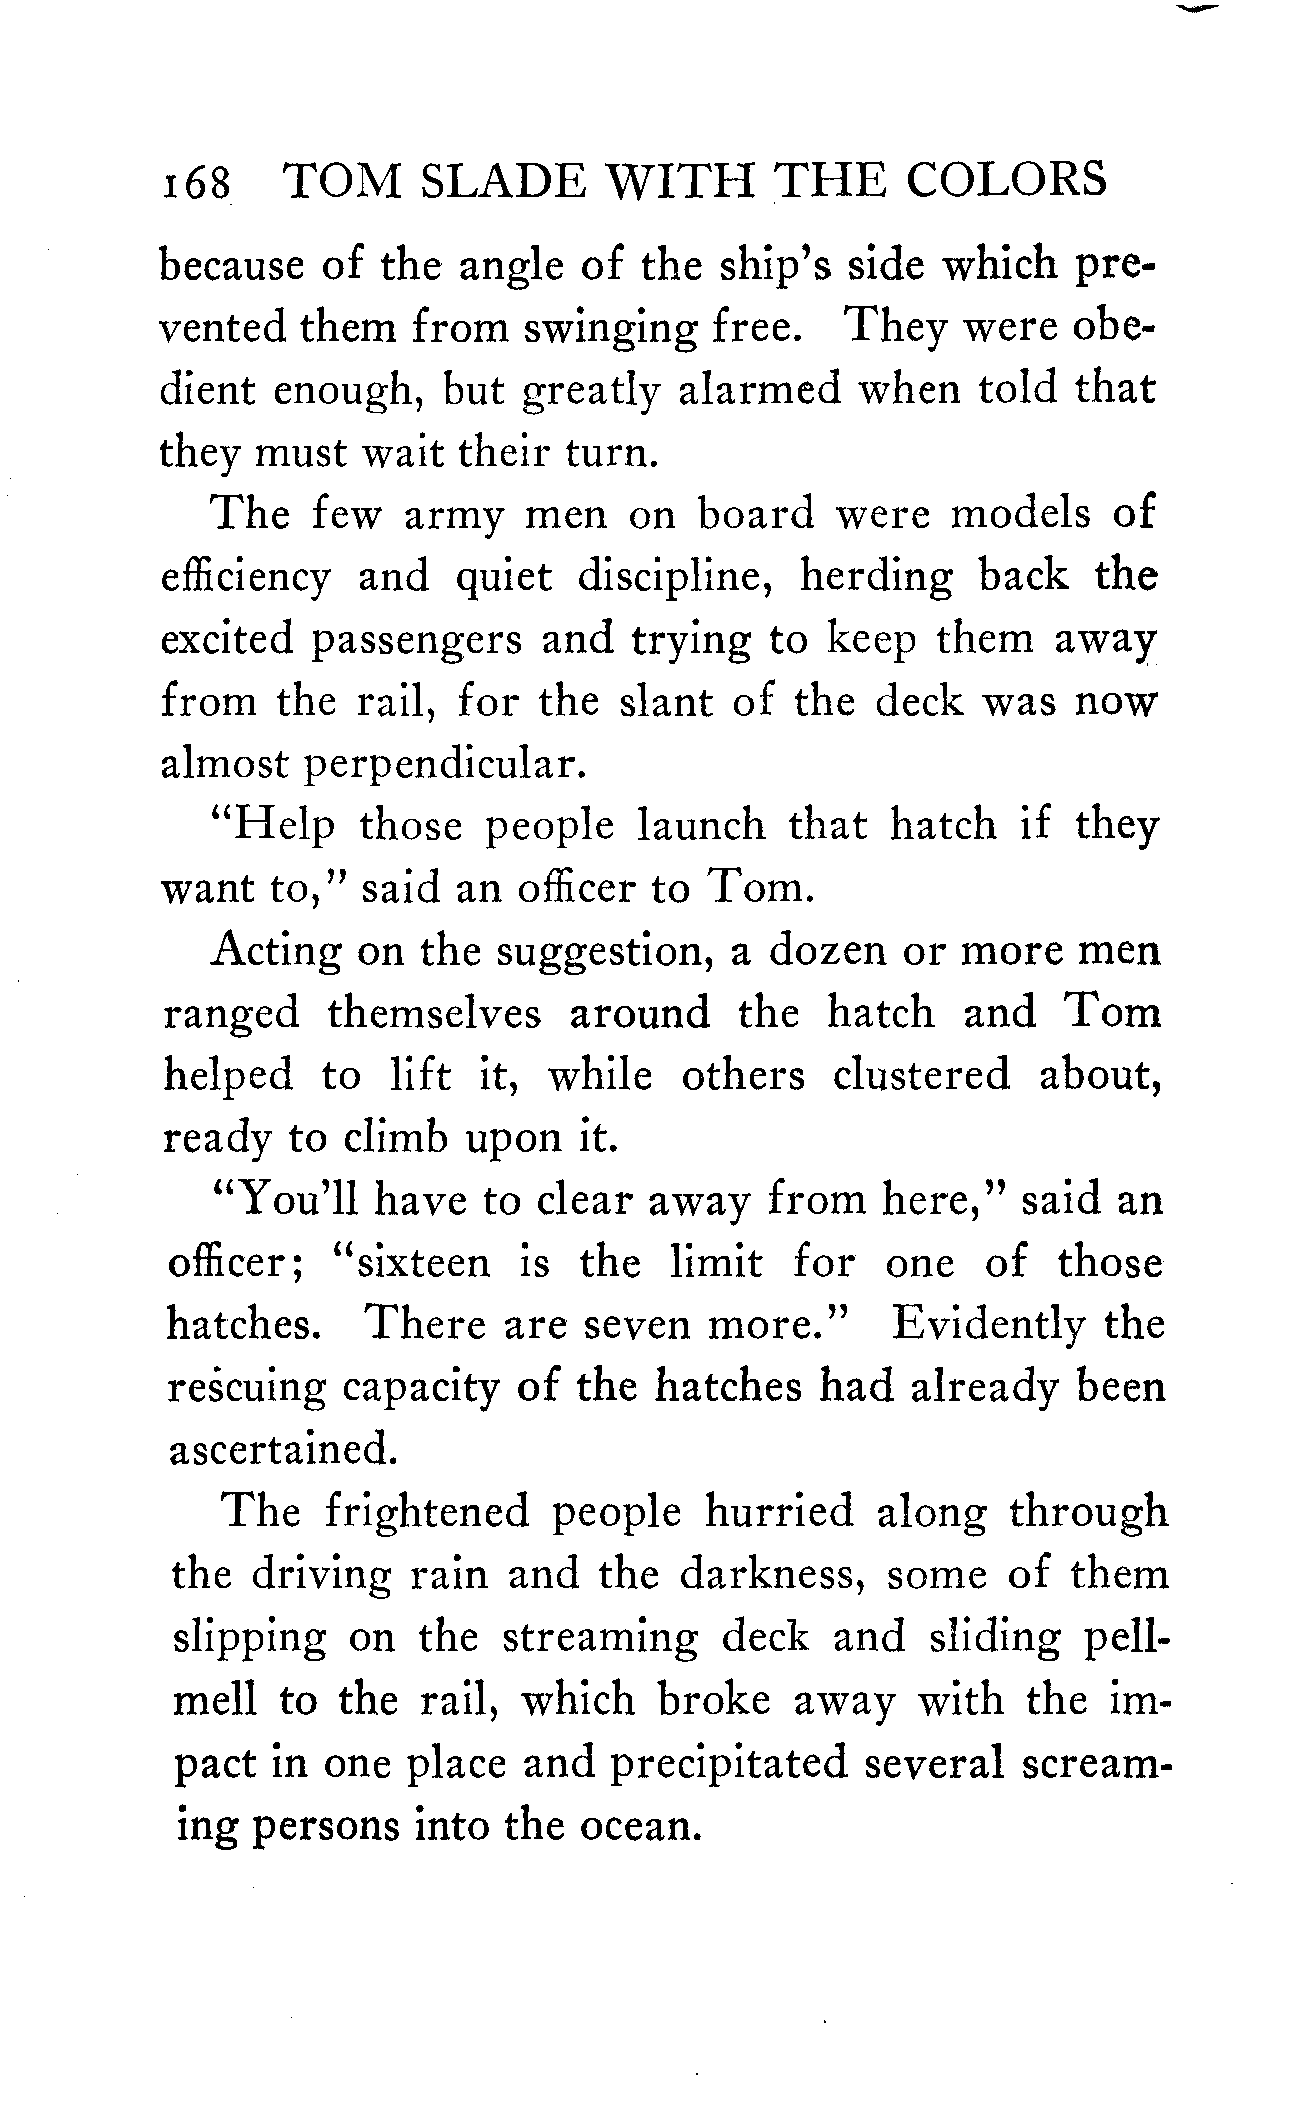 168 TOM SLADE WITH THE COLORS
because of the angle of the ship's side which pre-
vented them from swinging free. They were obe-
dient enough, but greatly alarmed when told that
they must wait their turn.
The few army men on board were models of
efficiency and quiet discipline, herding back the
excited passengers and trying to keep them away
from the rail, for the slant of the deck was now
almost perpendicular.
"Help those people launch that hatch if they
want to," said an officer to Tom.
Acting on the suggestion, a dozen or more men
ranged themselves around the hatch and Tom
helped to lift it, while others clustered about,
ready to climb upon it.
"You'll have to clear away from here," said an
officer; "sixteen is the limit for one of those
hatches. There are seven more." Evidently the
rescuing capacity of the hatches had already been
ascertained.
The frightened people hurried along through
the driving rain and the darkness, some of them
slipping on the streaming deck and sliding pell-
mell to the rail, which broke away with the im-
pact in one place and precipitated several scream-
ing persons into the ocean.